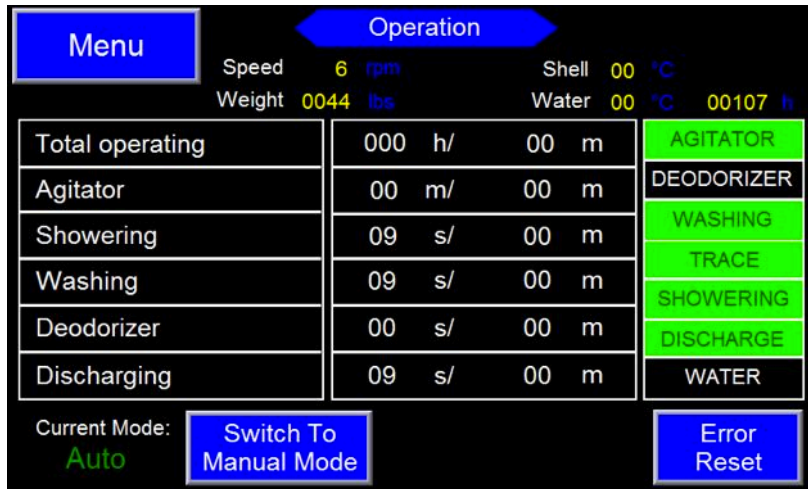 Menu
Operation
Speed 6 rpm Shell 00 °C
Weight 0044 lbs Water 00 °C 00107 h
Total operating 000 h/ 00 m AGITATOR
Agitator 00 m/ 00 m DEODORIZER
Showering 09 s/ 00 m WASHING
TRACE
Washing 09 s/ 00 m SHOWERING
Deodorizer 00 s/ 00 m DISCHARGE
Discharging 09 s/ 00 m WATER
Current Mode:
Auto
Switch To
Manual Mode
Error
Reset